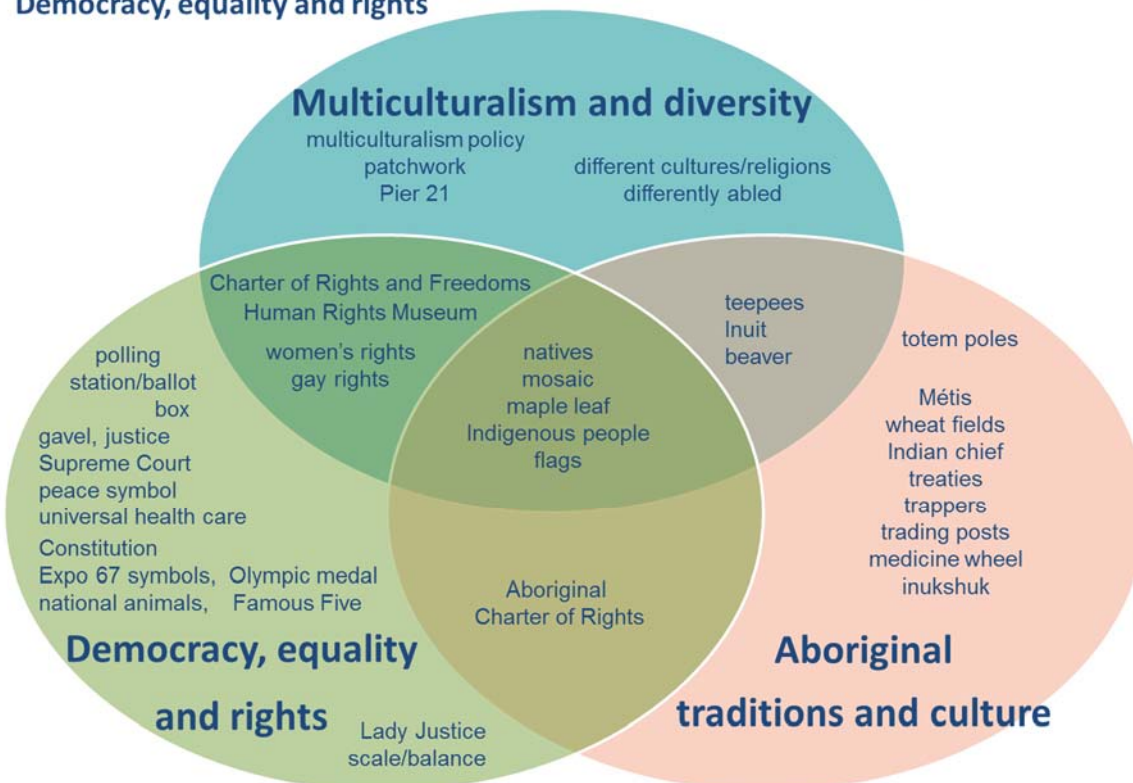 Democracy, equality and rights
Multiculturalism and diversity
multiculturalism policy
patchwork
Pier 21
different cultures/religions
differently abled
Charter of Rights and Freedoms
Human Rights Museum
women's rights
gay rights
teepees
Inuit
beaver
natives
mosaic
maple leaf
Indigenous people
flags
polling
station/ballot
box
gavel, justice
Supreme Court
peace symbol
universal health care
Constitution
Expo 67 symbols, Olympic medal
national animals, Famous Five
totem poles
Métis
wheat fields
Indian chief
treaties
trappers
trading posts
medicine wheel
inukshuk
Aboriginal
Charter of Rights
Democracy, equality
and rights
Lady Justice
scale/balance
Aboriginal
traditions and culture